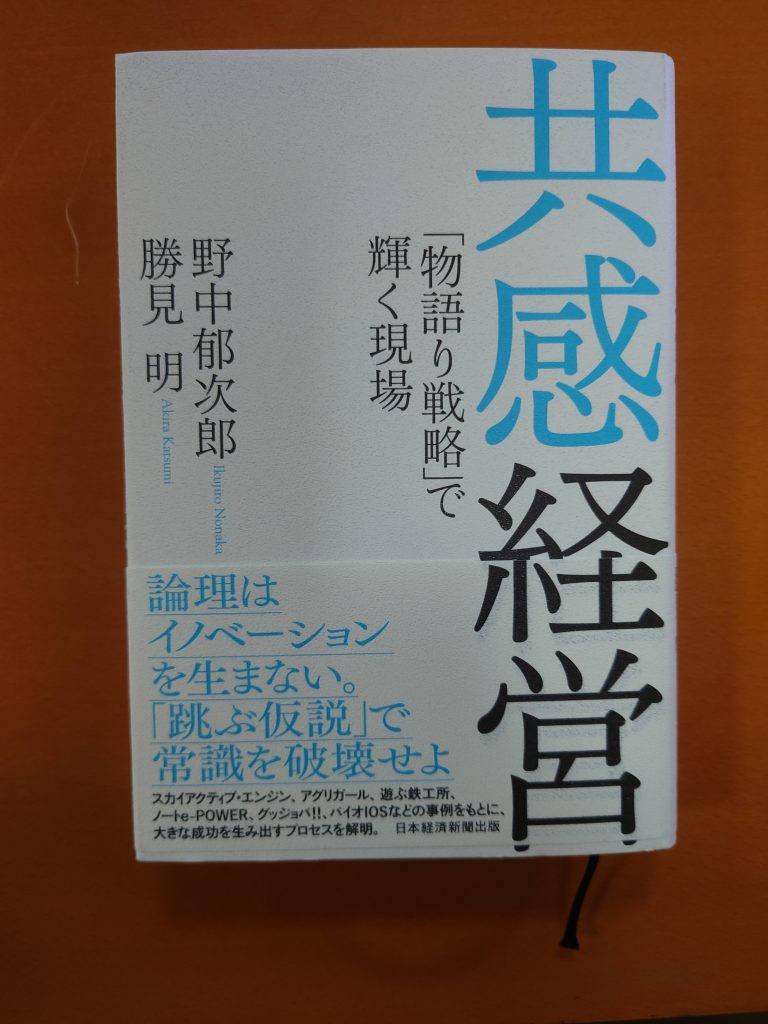 共感経営
「物語り戦略」で
輝く現場
野中郁次郎
Ikujiro Nonaka
勝見 明
Akira Katsumi
論理は
イノベーション
を生まない。
「跳ぶ仮説」で
常識を破壊せよ
スカイアクティブ・エンジン、アグリガール、遊ぶ鉄工所、
ノートe-POWER、グッジョバ!!、バイオIOSなどの事例をもとに、
大きな成功を生み出すプロセスを解明。 日本経済新聞出版